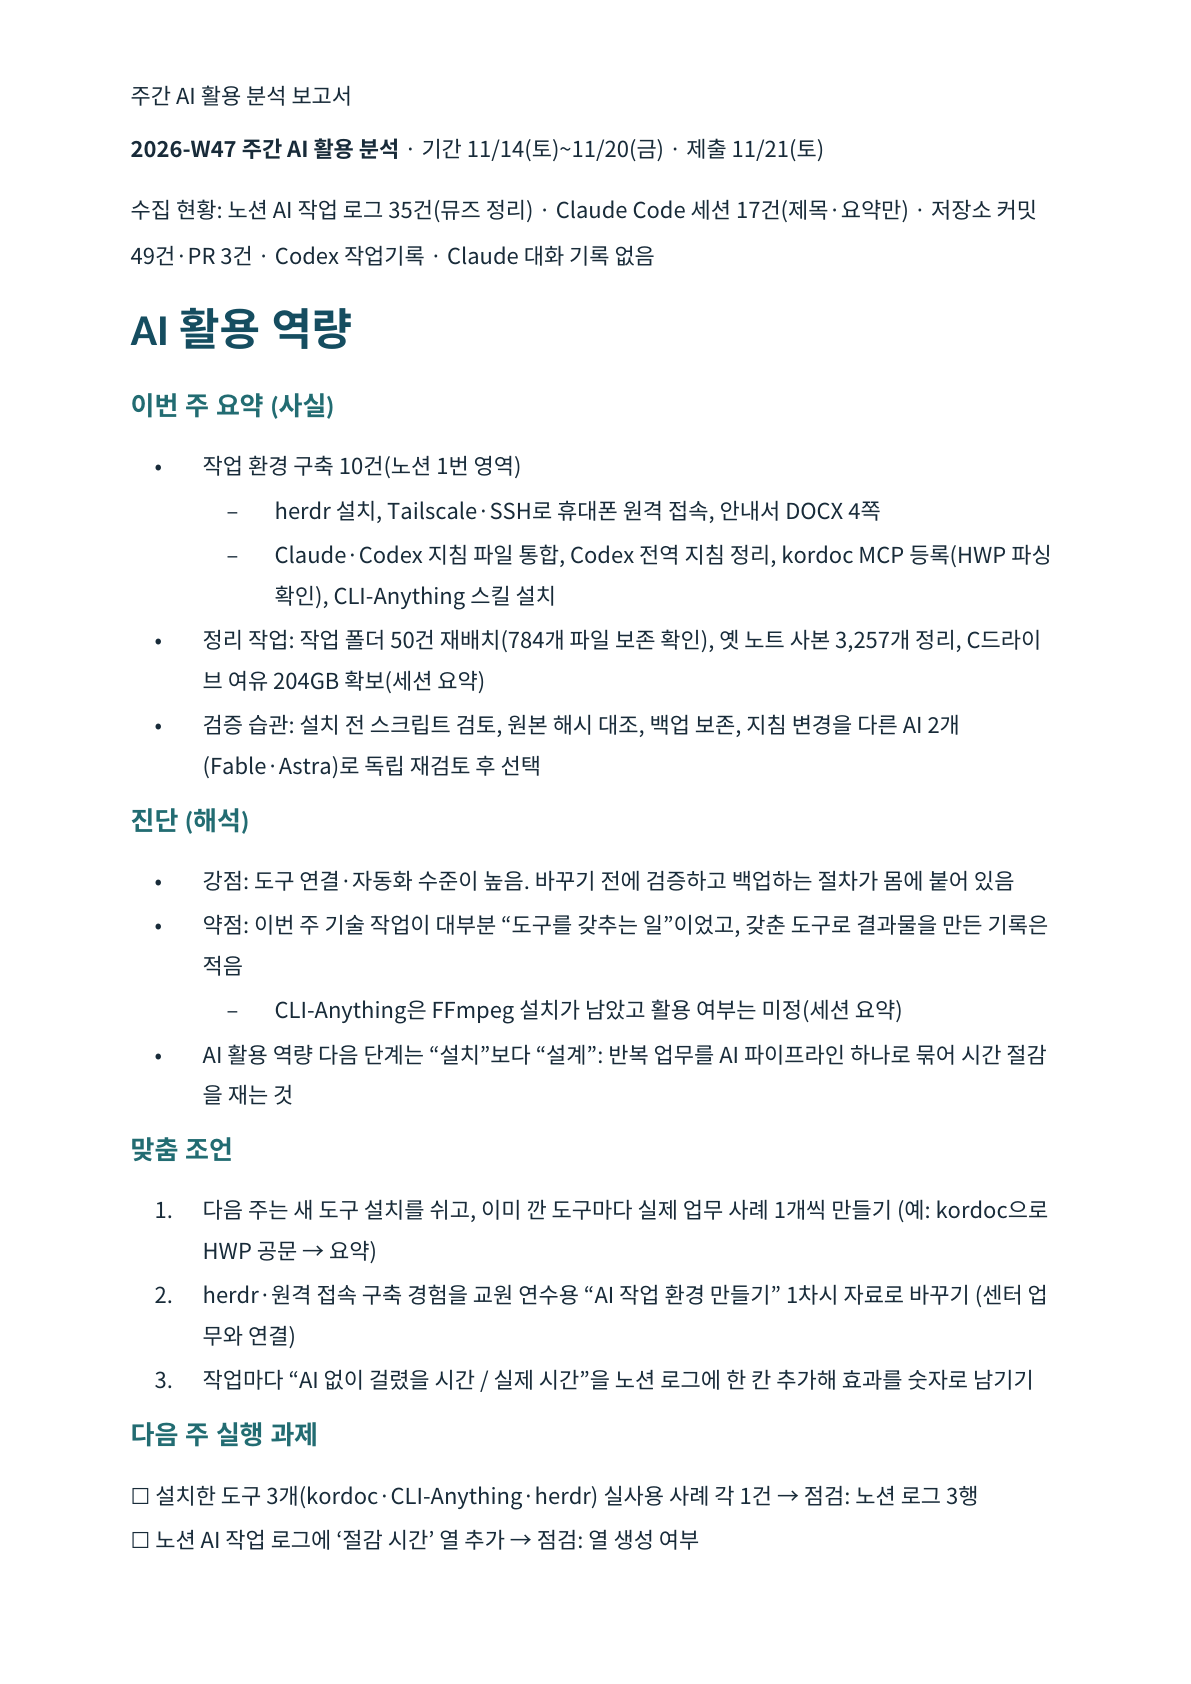 주간 AI 활용 분석 보고서
2026-W47 주간 AI 활용 분석 · 기간 11/14(토)~11/20(금) · 제출 11/21(토)
수집 현황: 노션 AI 작업 로그 35건(뮤즈 정리) · Claude Code 세션 17건(제목·요약만) · 저장소 커밋
49건·PR 3건 · Codex 작업기록 · Claude 대화 기록 없음
AI 활용 역량
이번 주 요약 (사실)
• 작업 환경 구축 10건(노션 1번 영역)
– herdr 설치, Tailscale·SSH로 휴대폰 원격 접속, 안내서 DOCX 4쪽
– Claude·Codex 지침 파일 통합, Codex 전역 지침 정리, kordoc MCP 등록(HWP 파싱
확인), CLI-Anything 스킬 설치
• 정리 작업: 작업 폴더 50건 재배치(784개 파일 보존 확인), 옛 노트 사본 3,257개 정리, C드라이
브 여유 204GB 확보(세션 요약)
• 검증 습관: 설치 전 스크립트 검토, 원본 해시 대조, 백업 보존, 지침 변경을 다른 AI 2개
(Fable·Astra)로 독립 재검토 후 선택
진단 (해석)
• 강점: 도구 연결·자동화 수준이 높음. 바꾸기 전에 검증하고 백업하는 절차가 몸에 붙어 있음
• 약점: 이번 주 기술 작업이 대부분 “도구를 갖추는 일”이었고, 갖춘 도구로 결과물을 만든 기록은
적음
– CLI-Anything은 FFmpeg 설치가 남았고 활용 여부는 미정(세션 요약)
• AI 활용 역량 다음 단계는 “설치”보다 “설계”: 반복 업무를 AI 파이프라인 하나로 묶어 시간 절감
을 재는 것
맞춤 조언
1. 다음 주는 새 도구 설치를 쉬고, 이미 깐 도구마다 실제 업무 사례 1개씩 만들기 (예: kordoc으로
HWP 공문 → 요약)
2. herdr·원격 접속 구축 경험을 교원 연수용 “AI 작업 환경 만들기” 1차시 자료로 바꾸기 (센터 업
무와 연결)
3. 작업마다 “AI 없이 걸렸을 시간 / 실제 시간”을 노션 로그에 한 칸 추가해 효과를 숫자로 남기기
다음 주 실행 과제
☐ 설치한 도구 3개(kordoc·CLI-Anything·herdr) 실사용 사례 각 1건 → 점검: 노션 로그 3행
☐ 노션 AI 작업 로그에 ‘절감 시간’ 열 추가 → 점검: 열 생성 여부